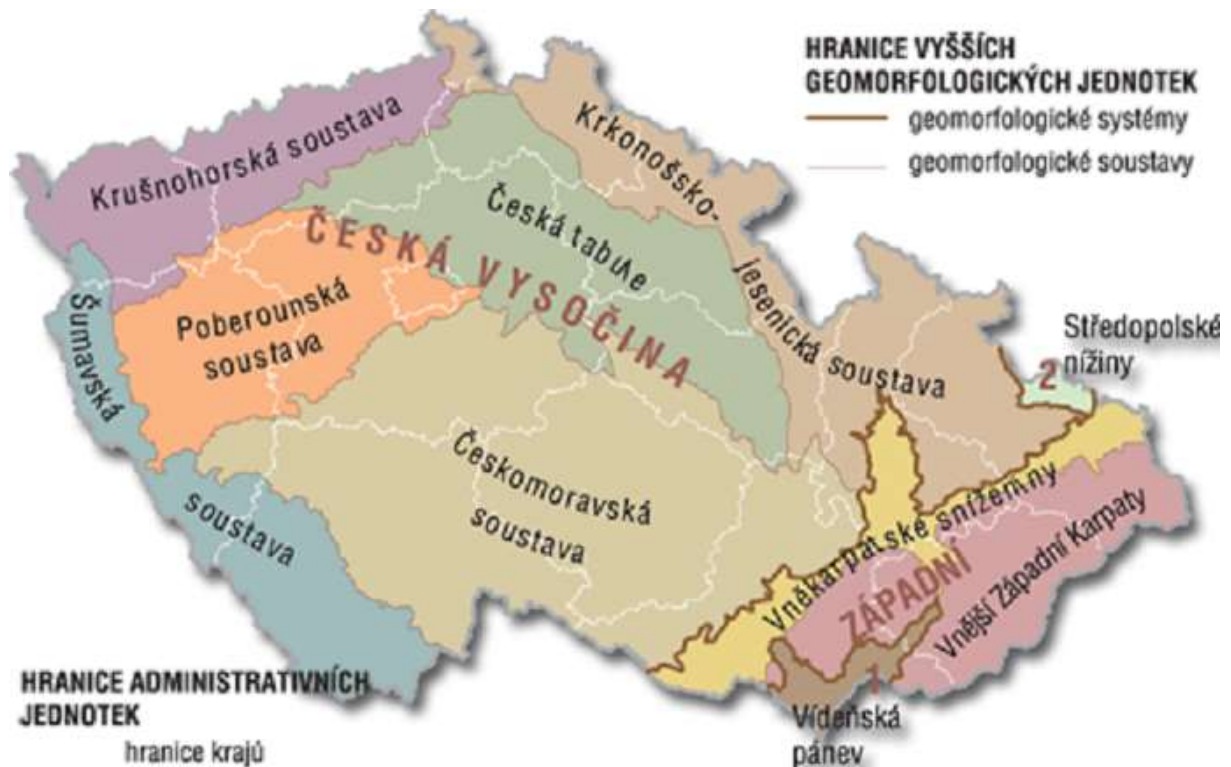 HRANICE VYŠŠÍCH
GEOMORFOLOGICKÝCH JEDNOTEK
geomorfologické systémy
geomorfologické soustavy
Krušnohorská soustava
Krkonošsko-
jesenická soustava
Česká tabule
ČESKÁ VYSOČINA
Poberounská
soustava
Šumavská
soustava
Českomoravská
soustava
Středopolské
nížiny
2
Vněkarpatské sníženiny
ZÁPADNÍ
Vnější Západní Karpaty
1
Vídeňská
pánev
HRANICE ADMINISTRATIVNÍCH
JEDNOTEK
hranice krajů